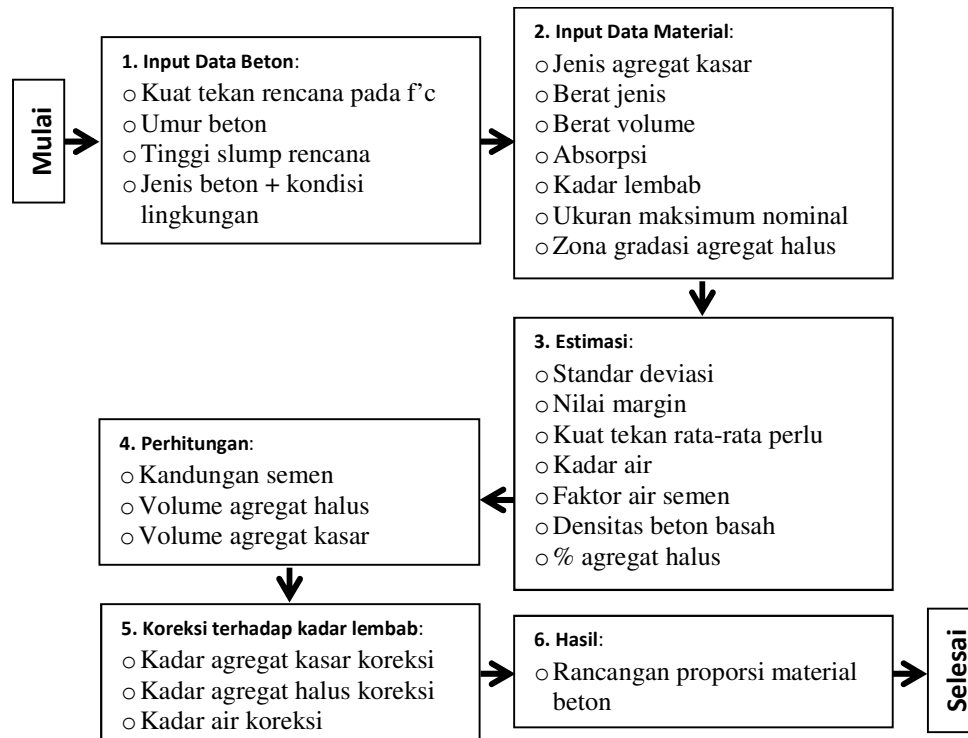 Mulai
1. Input Data Beton:
○ Kuat tekan rencana pada f'c
○ Umur beton
○ Tinggi slump rencana
○ Jenis beton + kondisi
lingkungan
2. Input Data Material:
○ Jenis agregat kasar
○ Berat jenis
○ Berat volume
○ Absorpsi
○ Kadar lembab
○ Ukuran maksimum nominal
○ Zona gradasi agregat halus
3. Estimasi:
○ Standar deviasi
○ Nilai margin
○ Kuat tekan rata-rata perlu
○ Kadar air
○ Faktor air semen
○ Densitas beton basah
○ % agregat halus
4. Perhitungan:
○ Kandungan semen
○ Volume agregat halus
○ Volume agregat kasar
5. Koreksi terhadap kadar lembab:
○ Kadar agregat kasar koreksi
○ Kadar agregat halus koreksi
○ Kadar air koreksi
6. Hasil:
○ Rancangan proporsi material
beton
Selesai